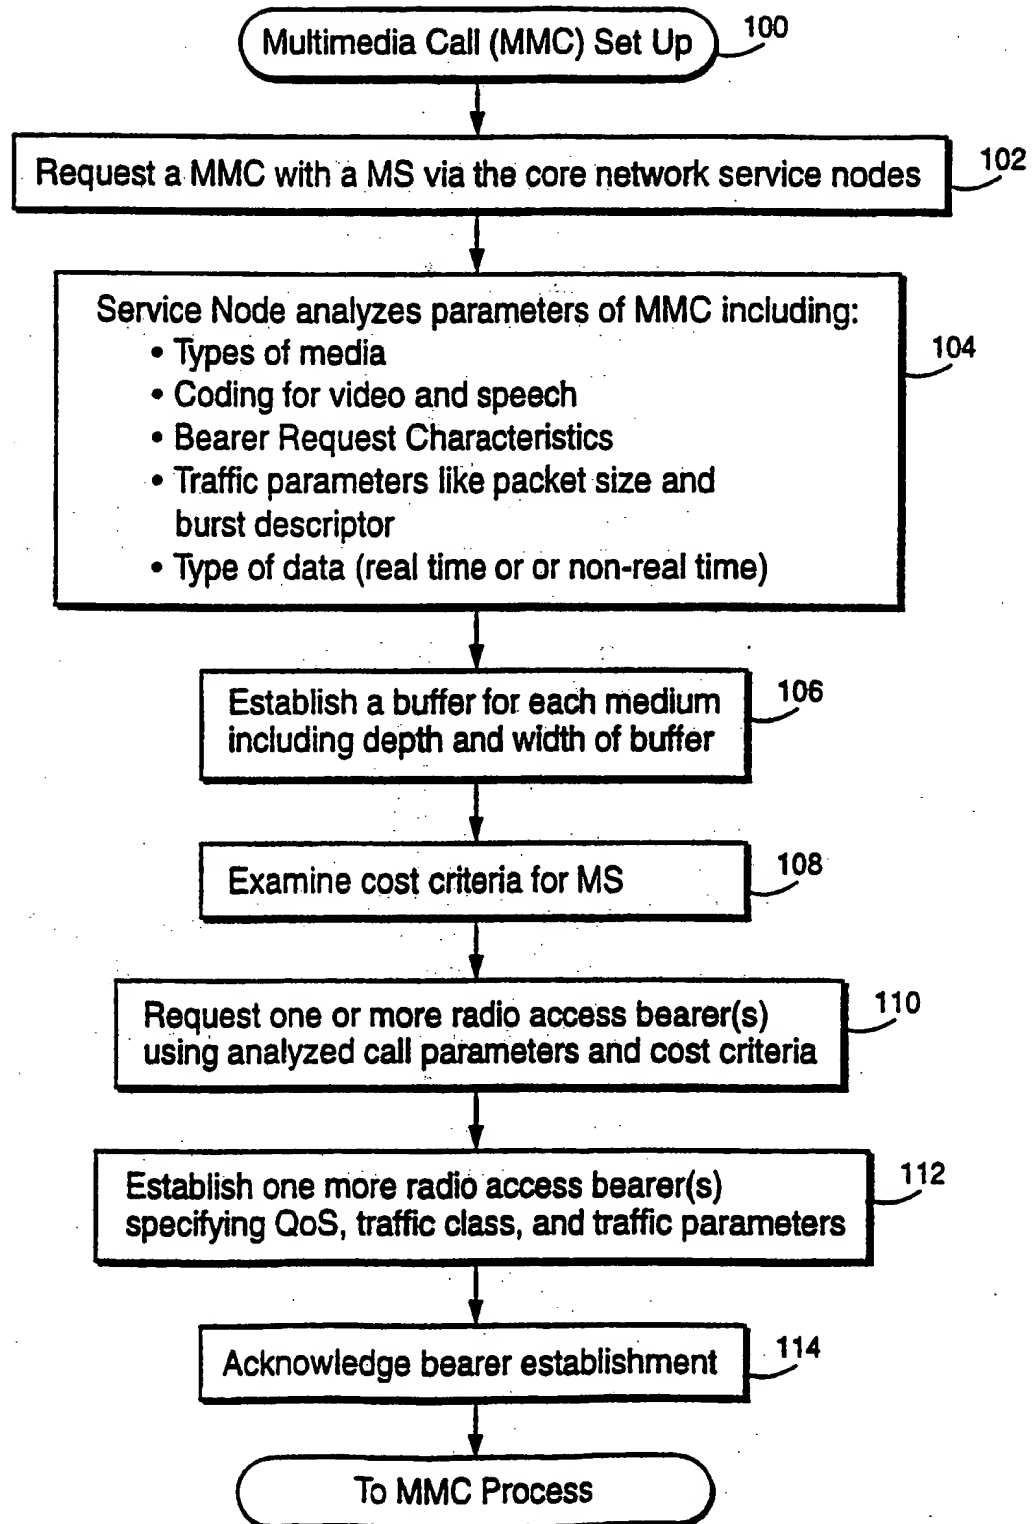 Multimedia Call (MMC) Set Up
100
Request a MMC with a MS via the core network service nodes
102
Service Node analyzes parameters of MMC including:
• Types of media
• Coding for video and speech
• Bearer Request Characteristics
• Traffic parameters like packet size and
burst descriptor
• Type of data (real time or or non-real time)
104
Establish a buffer for each medium
including depth and width of buffer
106
Examine cost criteria for MS
108
Request one or more radio access bearer(s)
using analyzed call parameters and cost criteria
110
Establish one more radio access bearer(s)
specifying QoS, traffic class, and traffic parameters
112
Acknowledge bearer establishment
114
To MMC Process